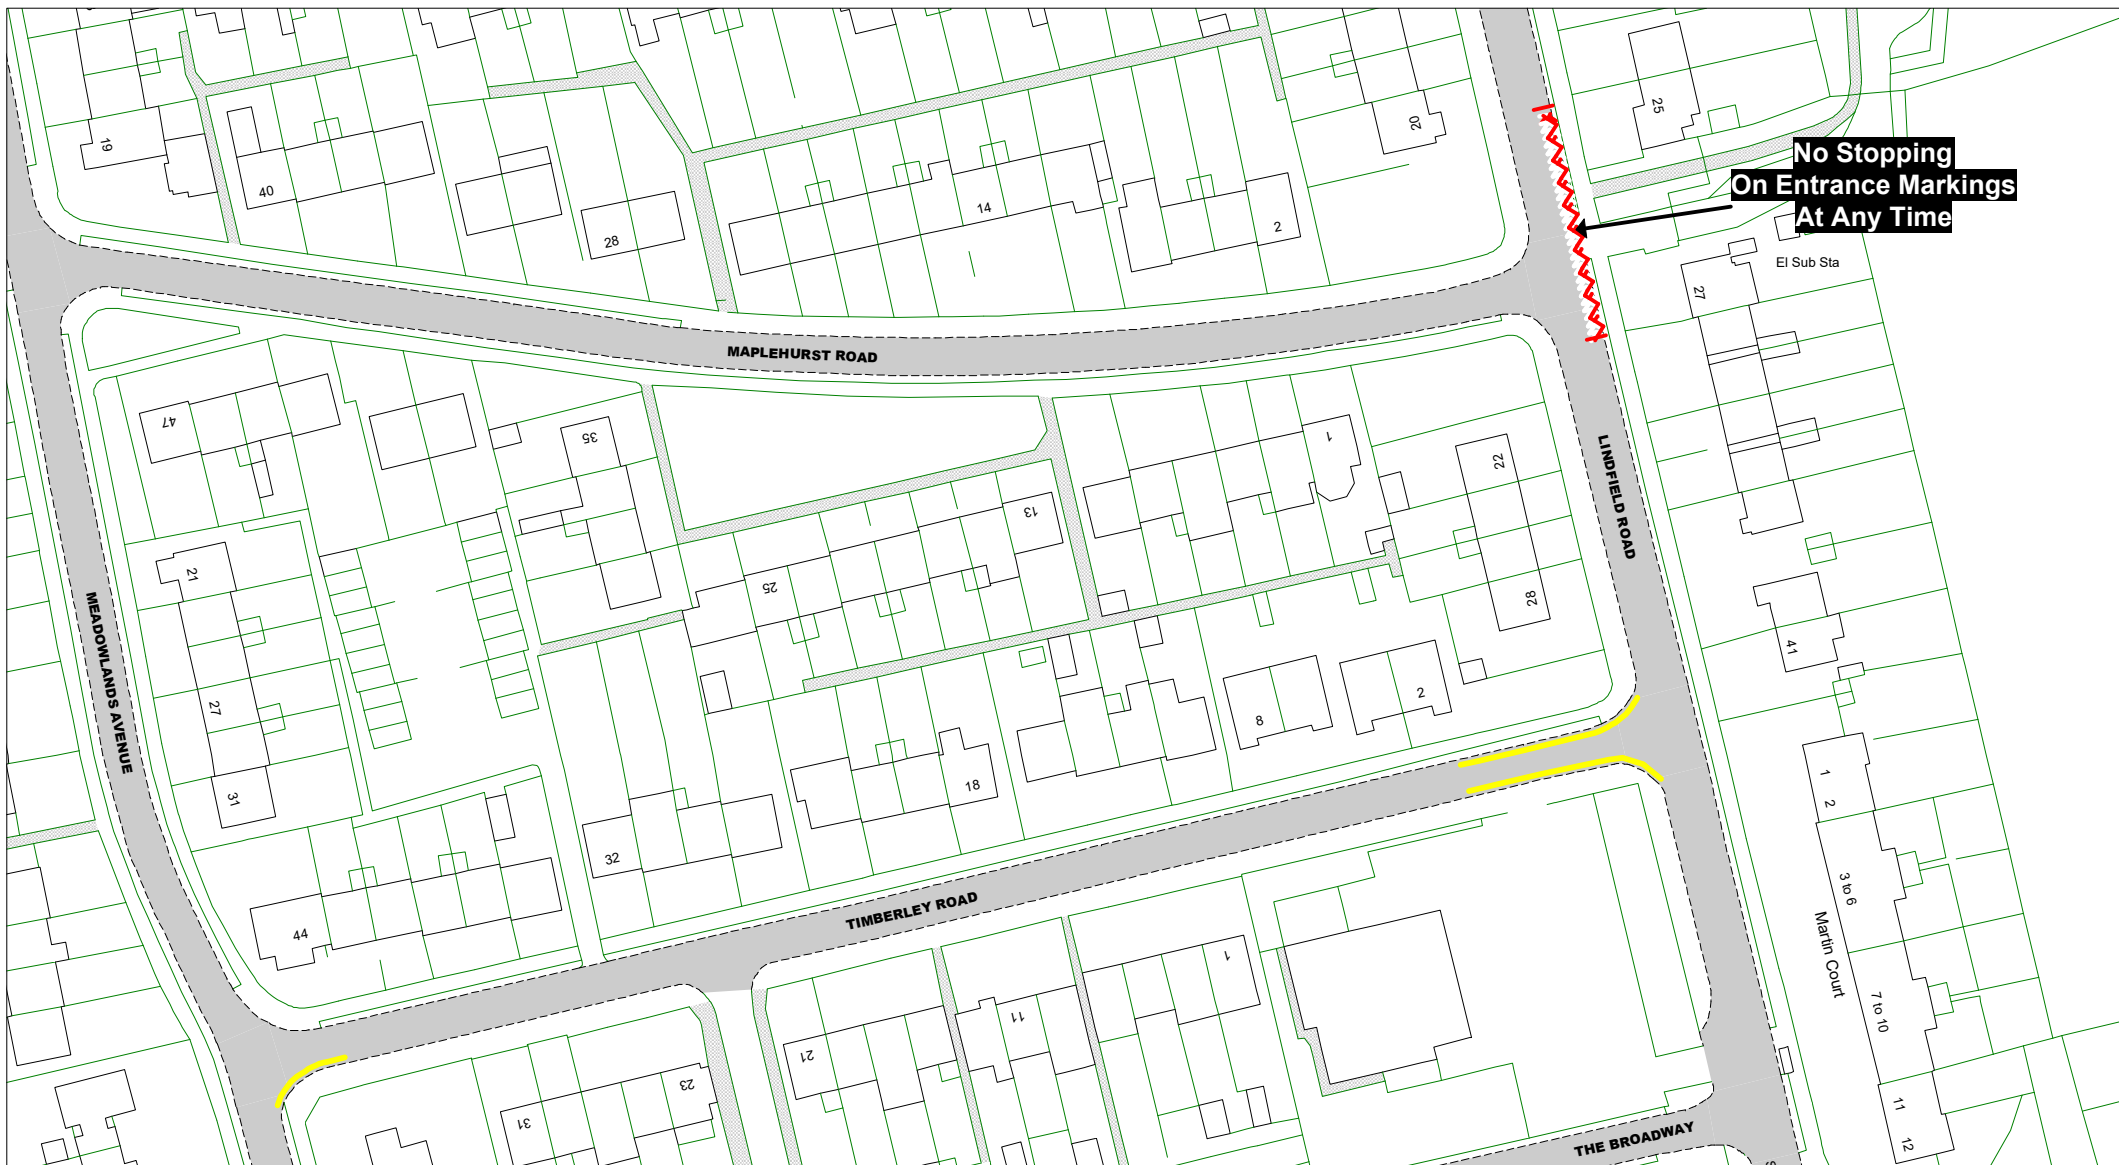 No Stopping
On Entrance Markings
At Any Time
El Sub Sta
MAPLEHURST ROAD
LINDFIELD ROAD
MEADOWLANDS AVENUE
TIMBERLEY ROAD
THE BROADWAY
Martin Court
19
40
28
14
2
20
25
27
47
35
13
25
1
22
28
21
27
31
41
8
2
18
32
44
1
2
3 to 6
7 to 10
11
12
1
11
21
23
31